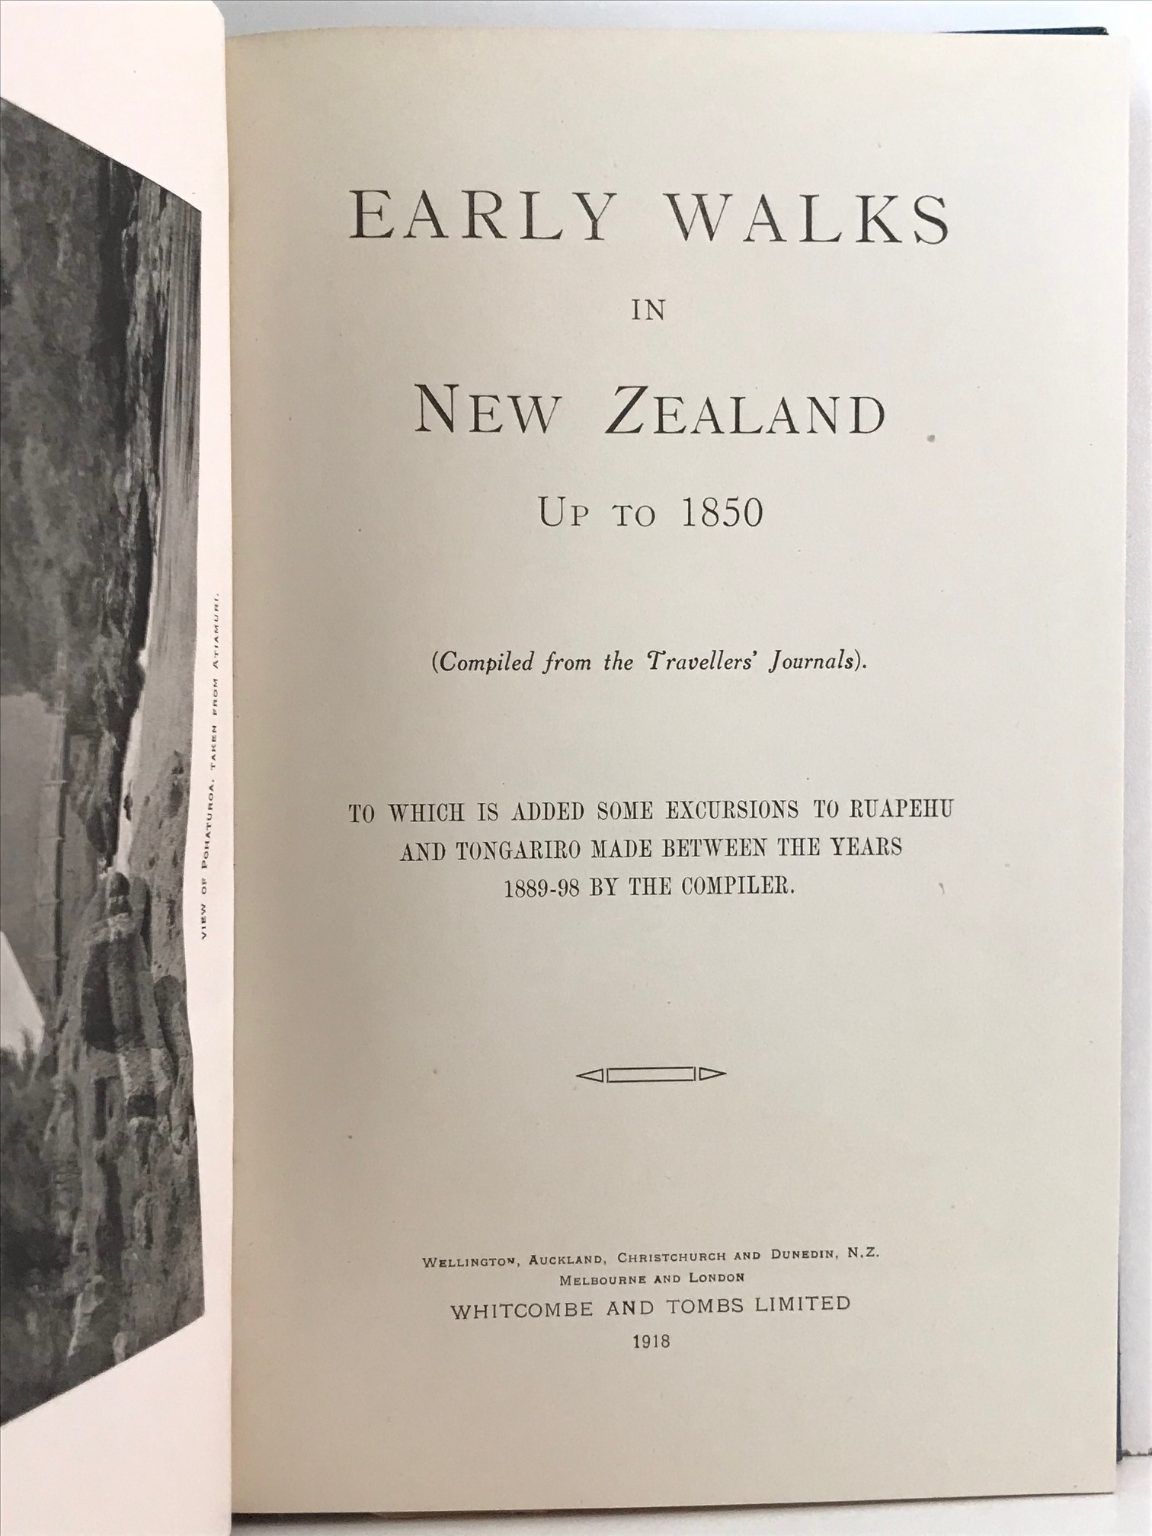 VIEW OF POHATUROA, TAKEN FROM ATIAMURI.
EARLY WALKS
IN
NEW ZEALAND
UP TO 1850
(Compiled from the Travellers' Journals).
TO WHICH IS ADDED SOME EXCURSIONS TO RUAPEHU
AND TONGARIRO MADE BETWEEN THE YEARS
1889-98 BY THE COMPILER.
WELLINGTON, AUCKLAND, CHRISTCHURCH AND DUNEDIN, N.Z.
MELBOURNE AND LONDON
WHITCOMBE AND TOMBS LIMITED
1918